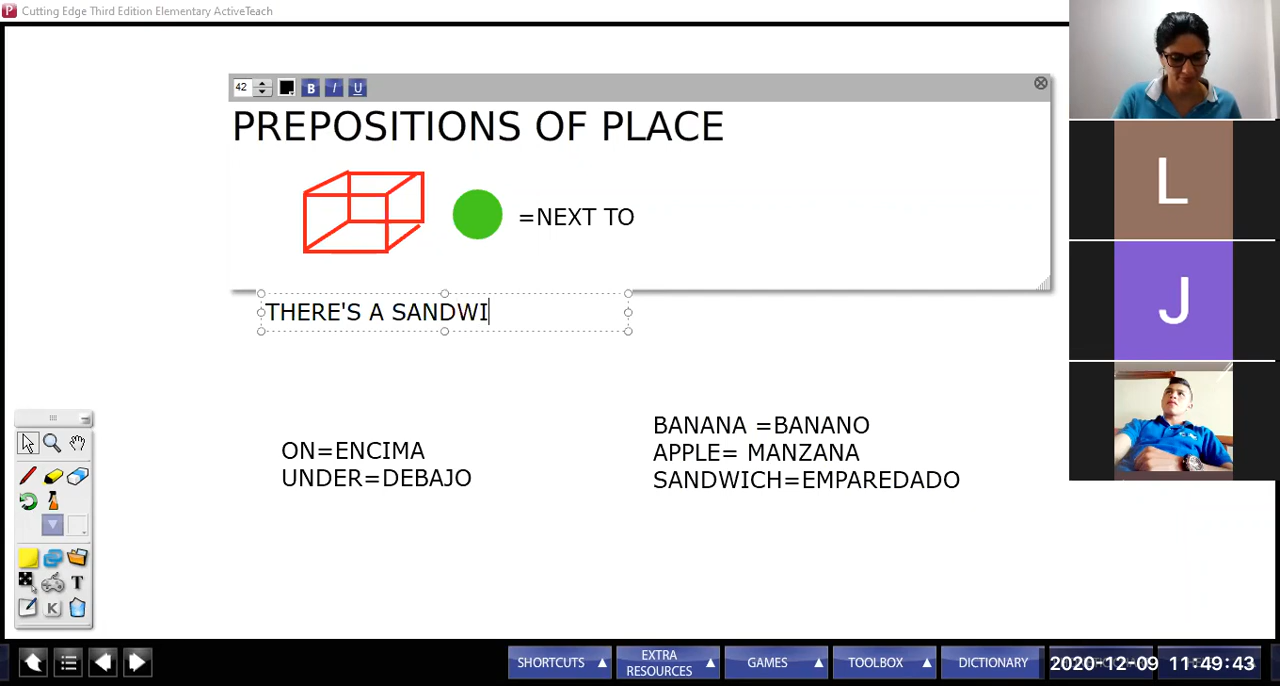 Cutting Edge Third Edition Elementary ActiveTeach
42
B I U
PREPOSITIONS OF PLACE
=NEXT TO
THERE'S A SANDWI
ON=ENCIMA
UNDER=DEBAJO
BANANA =BANANO
APPLE= MANZANA
SANDWICH=EMPAREDADO
L
J
T
K
SHORTCUTS
EXTRA
RESOURCES
GAMES
TOOLBOX
DICTIONARY
2020-12-09 11:49:43